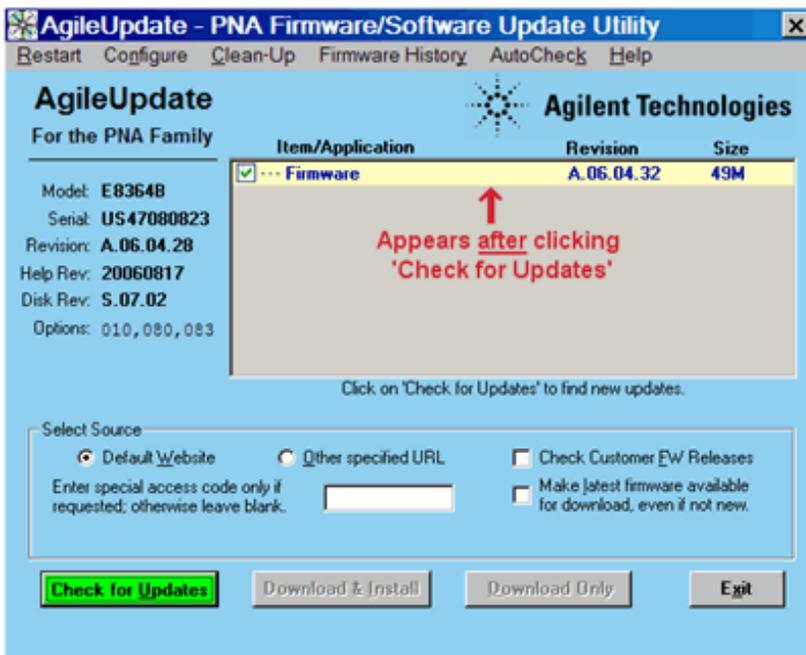 AgileUpdate - PNA Firmware/Software Update Utility
Restart Configure Clean-Up Firmware History AutoCheck Help
AgileUpdate
For the PNA Family
Agilent Technologies
Item/Application Revision Size
Firmware A.06.04.32 49M
Model: E8364B
Serial: US47080823
Revision: A.06.04.28
Help Rev: 20060817
Disk Rev: S.07.02
Options: 010,080,083
Appears after clicking
'Check for Updates'
Click on 'Check for Updates' to find new updates.
Select Source
Default Website
Other specified URL
Check Customer FW Releases
Enter special access code only if
requested; otherwise leave blank.
Make latest firmware available
for download, even if not new.
Check for Updates
Download & Install
Download Only
Exit